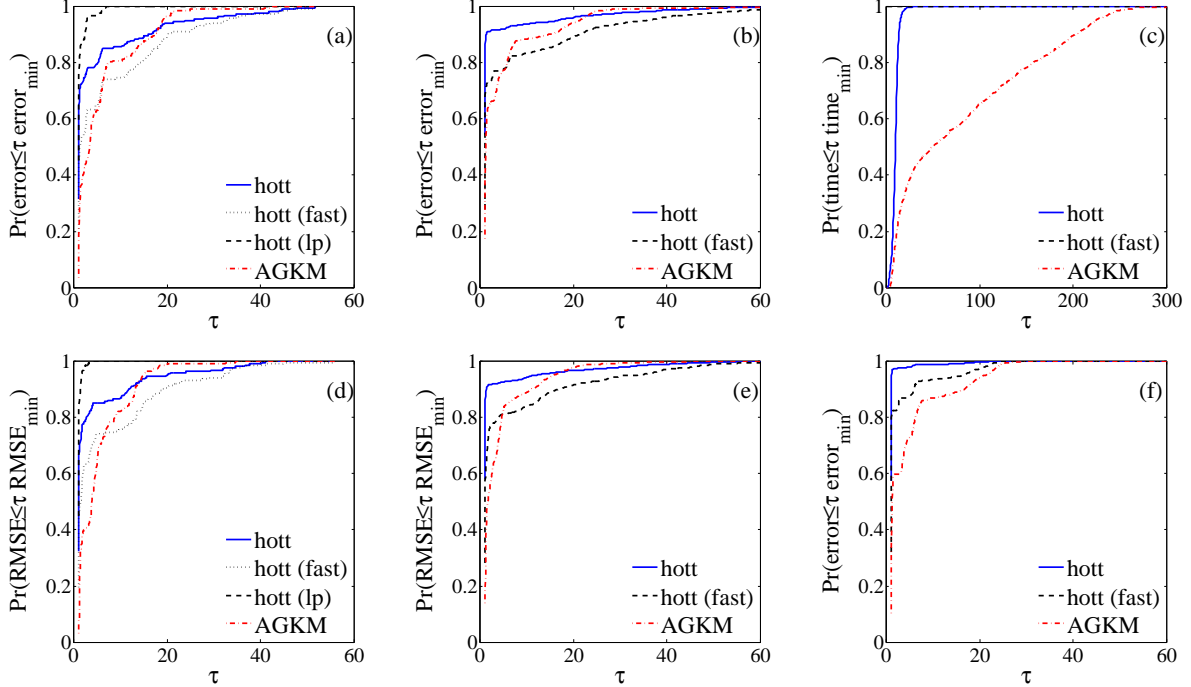 (a)
Pr(error≤τ error_min)
1
0.8
0.6
0.4
0.2
0
hott
hott (fast)
hott (lp)
AGKM
0 20 40 60
τ
(b)
Pr(error≤τ error_min)
1
0.8
0.6
0.4
0.2
0
hott
hott (fast)
AGKM
0 20 40 60
τ
(c)
Pr(time≤τ time_min)
1
0.8
0.6
0.4
0.2
0
hott
hott (fast)
AGKM
0 100 200 300
τ
(d)
Pr(RMSE≤τ RMSE_min)
1
0.8
0.6
0.4
0.2
0
hott
hott (fast)
hott (lp)
AGKM
0 20 40 60
τ
(e)
Pr(RMSE≤τ RMSE_min)
1
0.8
0.6
0.4
0.2
0
hott
hott (fast)
AGKM
0 20 40 60
τ
(f)
Pr(error≤τ error_min)
1
0.8
0.6
0.4
0.2
0
hott
hott (fast)
AGKM
0 20 40 60
τ